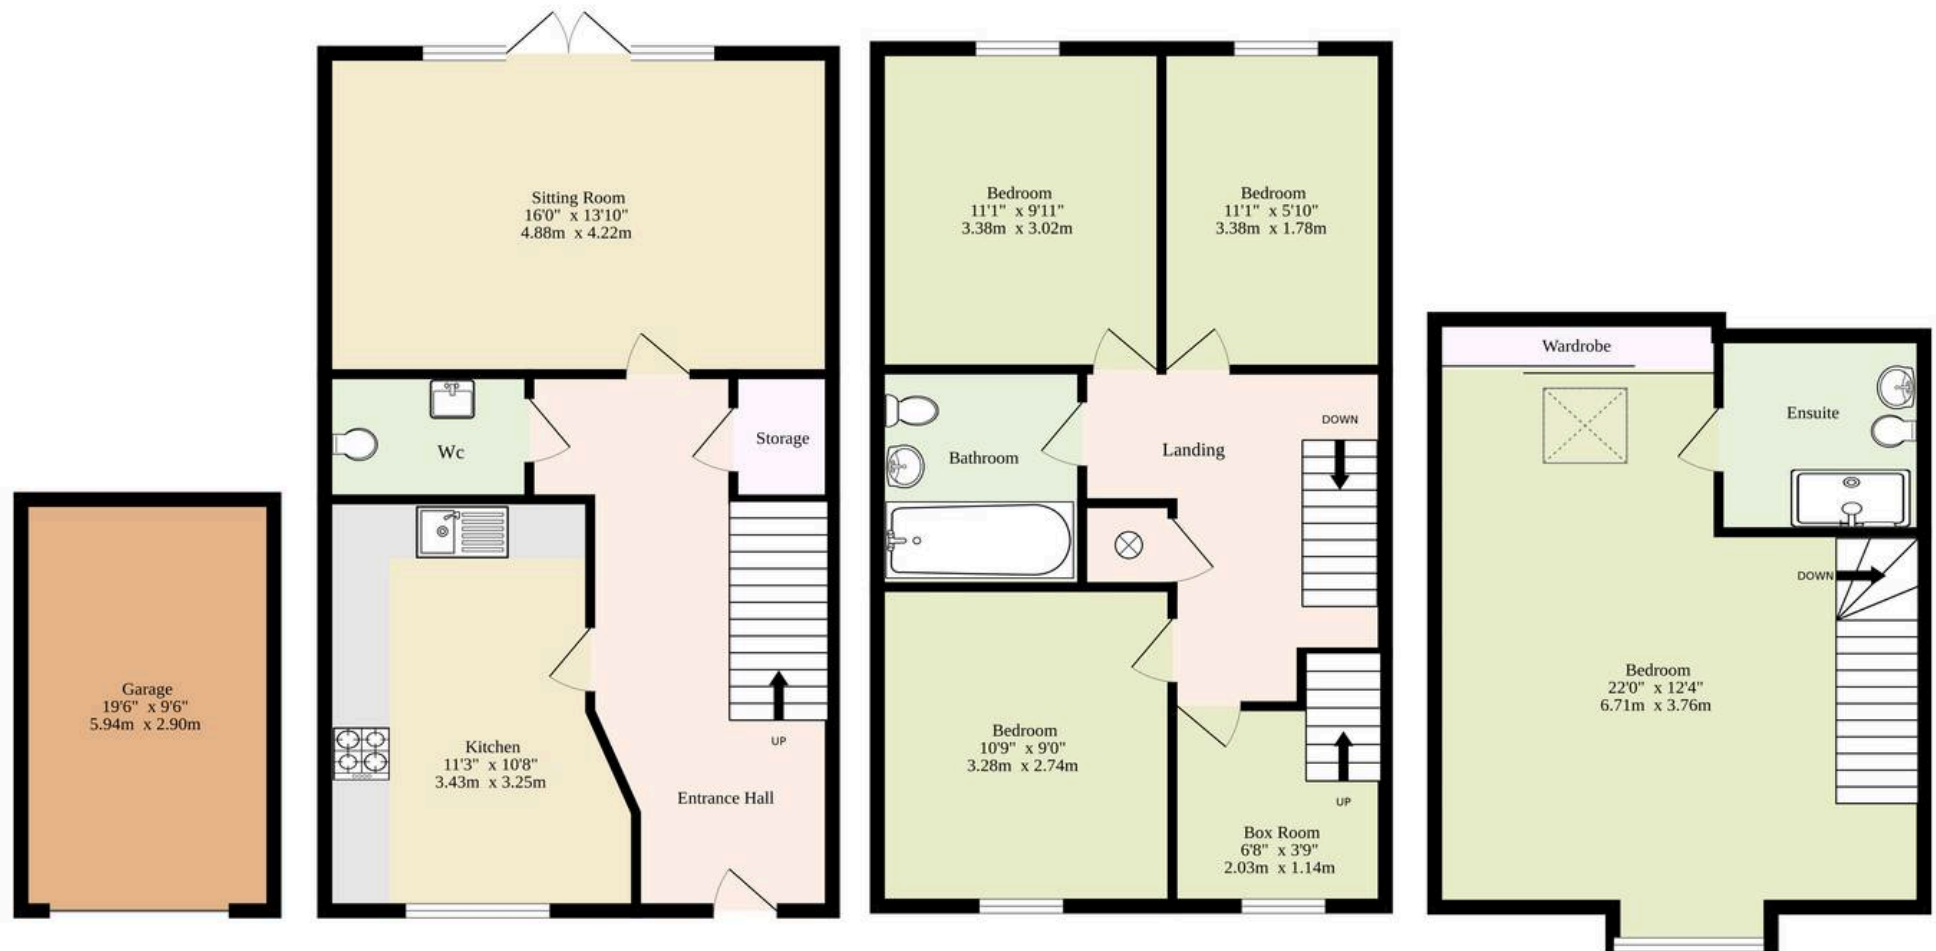 Garage
19'6" x 9'6"
5.94m x 2.90m
Sitting Room
16'0" x 13'10"
4.88m x 4.22m
Wc
Storage
Kitchen
11'3" x 10'8"
3.43m x 3.25m
UP
Entrance Hall
Bedroom
11'1" x 9'11"
3.38m x 3.02m
Bedroom
11'1" x 5'10"
3.38m x 1.78m
Bathroom
Landing
DOWN
Bedroom
10'9" x 9'0"
3.28m x 2.74m
UP
Box Room
6'8" x 3'9"
2.03m x 1.14m
Wardrobe
Ensuite
DOWN
Bedroom
22'0" x 12'4"
6.71m x 3.76m